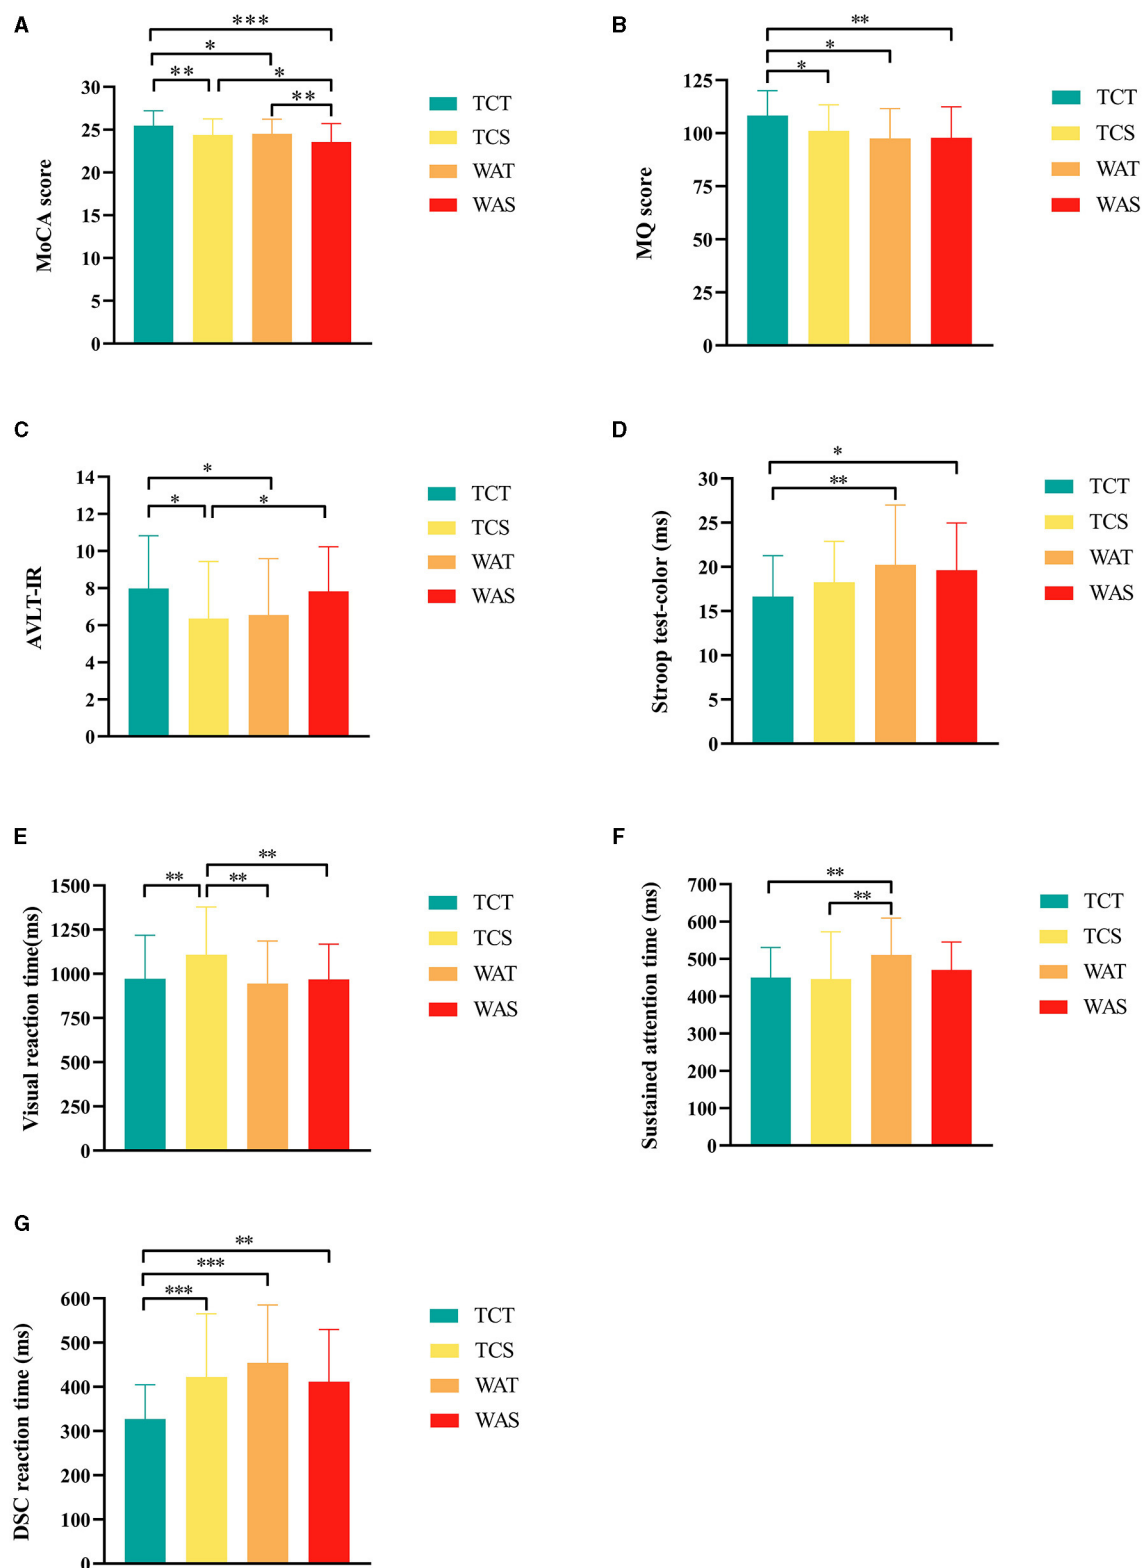 A
***
*
** *
**
30
25
20
15
10
5
0
MoCA score
TCT
TCS
WAT
WAS
B
**
*
*
125
100
75
50
25
0
MQ score
TCT
TCS
WAT
WAS
C
*
* *
14
12
10
8
6
4
2
0
AVLT-IR
TCT
TCS
WAT
WAS
D
*
**
30
25
20
15
10
5
0
Stroop test-color (ms)
TCT
TCS
WAT
WAS
E
**
** **
1500
1250
1000
750
500
250
0
Visual reaction time(ms)
TCT
TCS
WAT
WAS
F
**
**
700
600
500
400
300
200
100
0
Sustained attention time (ms)
TCT
TCS
WAT
WAS
G
**
***
***
600
500
400
300
200
100
0
DSC reaction time (ms)
TCT
TCS
WAT
WAS